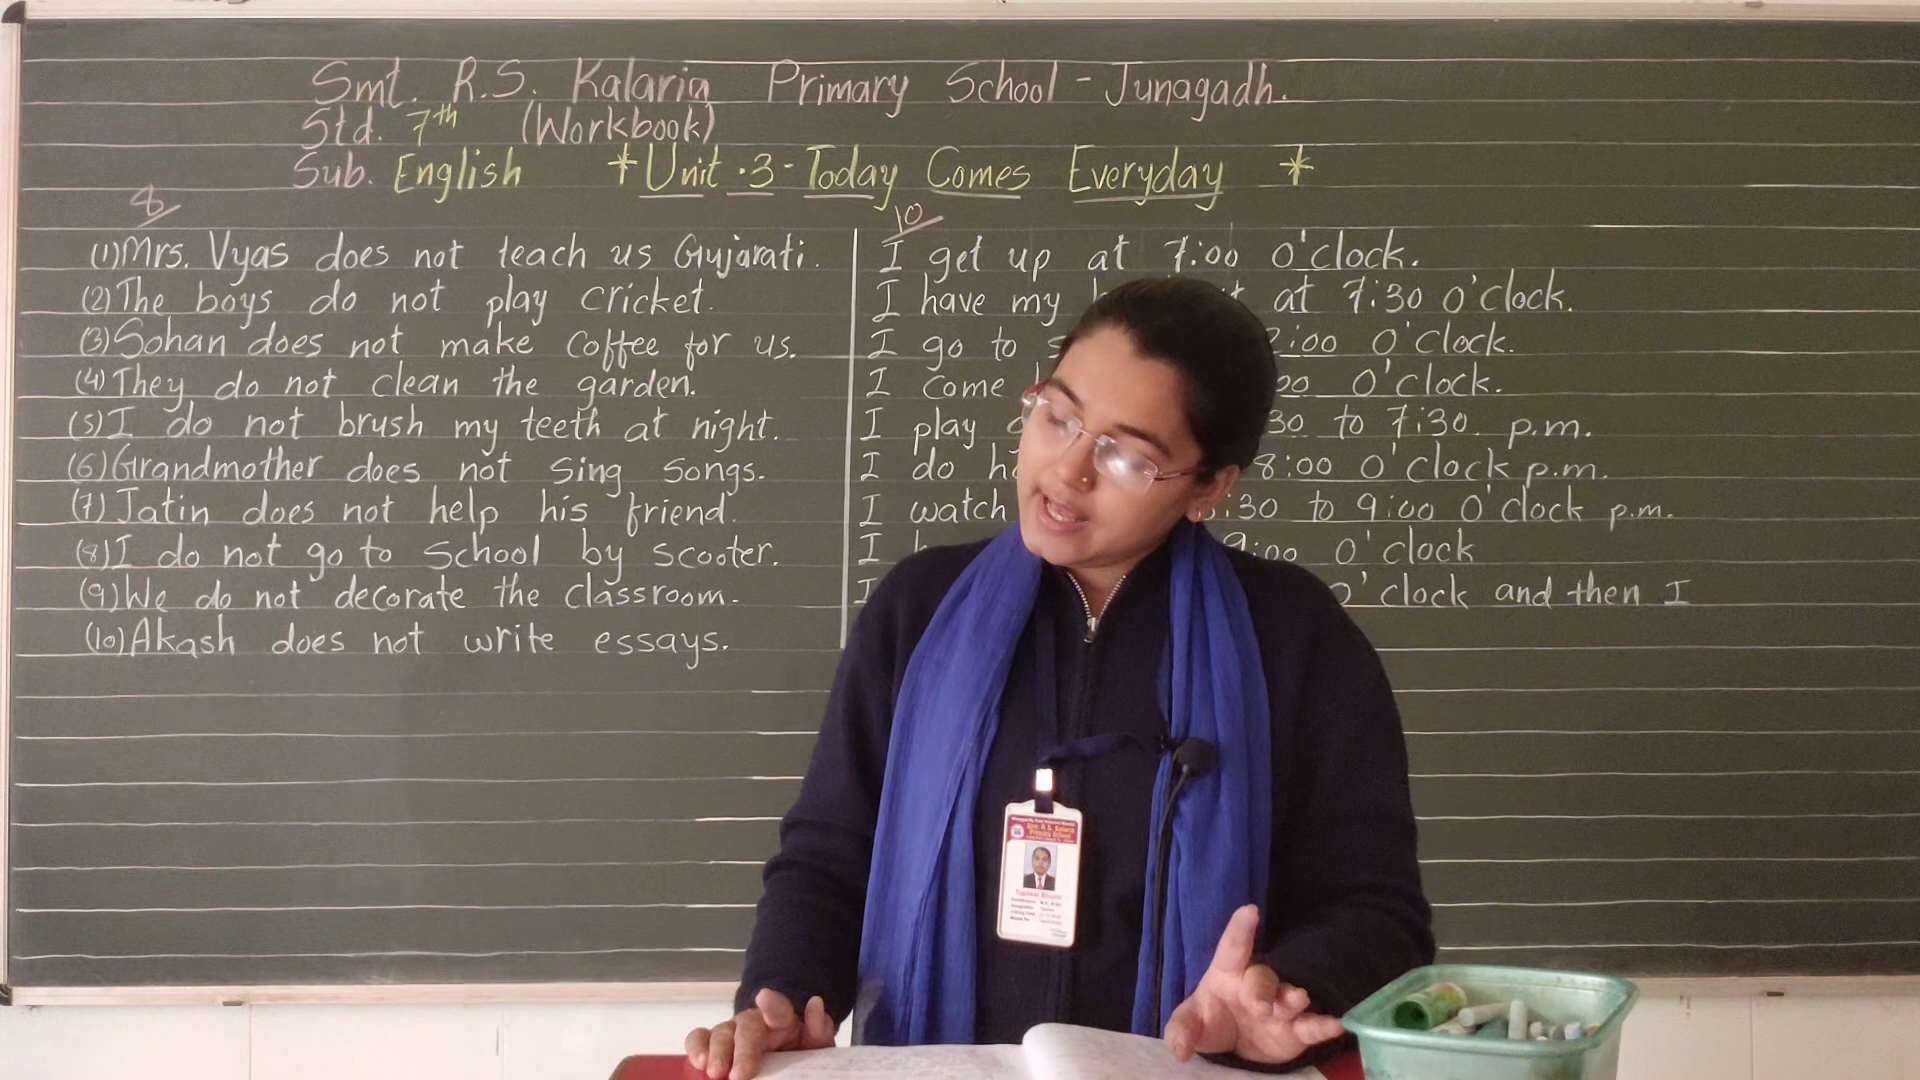 Smt. R.S. Kalaria Primary School - Junagadh.
Std. 7th (Workbook)
Sub. English * Unit.3 - Today Comes Everyday *
8
(1) Mrs. Vyas does not teach us Gujarati.
(2) The boys do not play cricket.
(3) Sohan does not make coffee for us.
(4) They do not clean the garden.
(5) I do not brush my teeth at night.
(6) Grandmother does not sing songs.
(7) Jatin does not help his friend.
(8) I do not go to school by scooter.
(9) We do not decorate the classroom.
(10) Akash does not write essays.
10
I get up at 7:00 O'clock.
I have my at 7:30 O'clock.
I go to :00 O'clock.
I come O'clock.
I play 30 to 7:30 p.m.
I do 8:00 O'clock p.m.
I watch :30 to 9:00 O'clock p.m.
I 9:00 O'clock
I O'clock and then I
Smt. R. S. Kalaria
Primary School